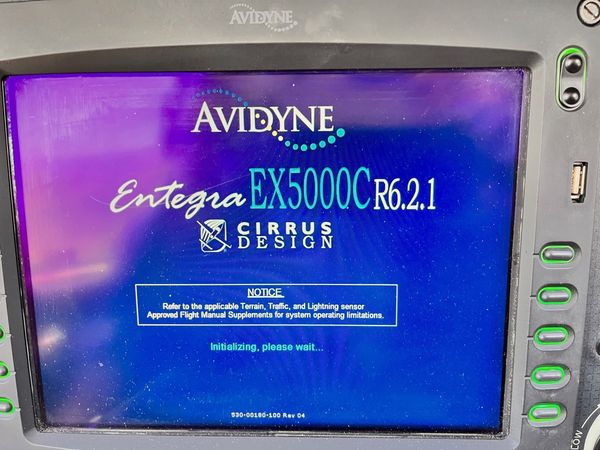 AVIDYNE
AVIDYNE
Entegra EX5000C R6.2.1
CIRRUS
DESIGN
NOTICE
Refer to the applicable Terrain, Traffic, and Lightning sensor
Approved Flight Manual Supplements for system operating limitations.
Initializing, please wait...
530-00190-100 Rev 04